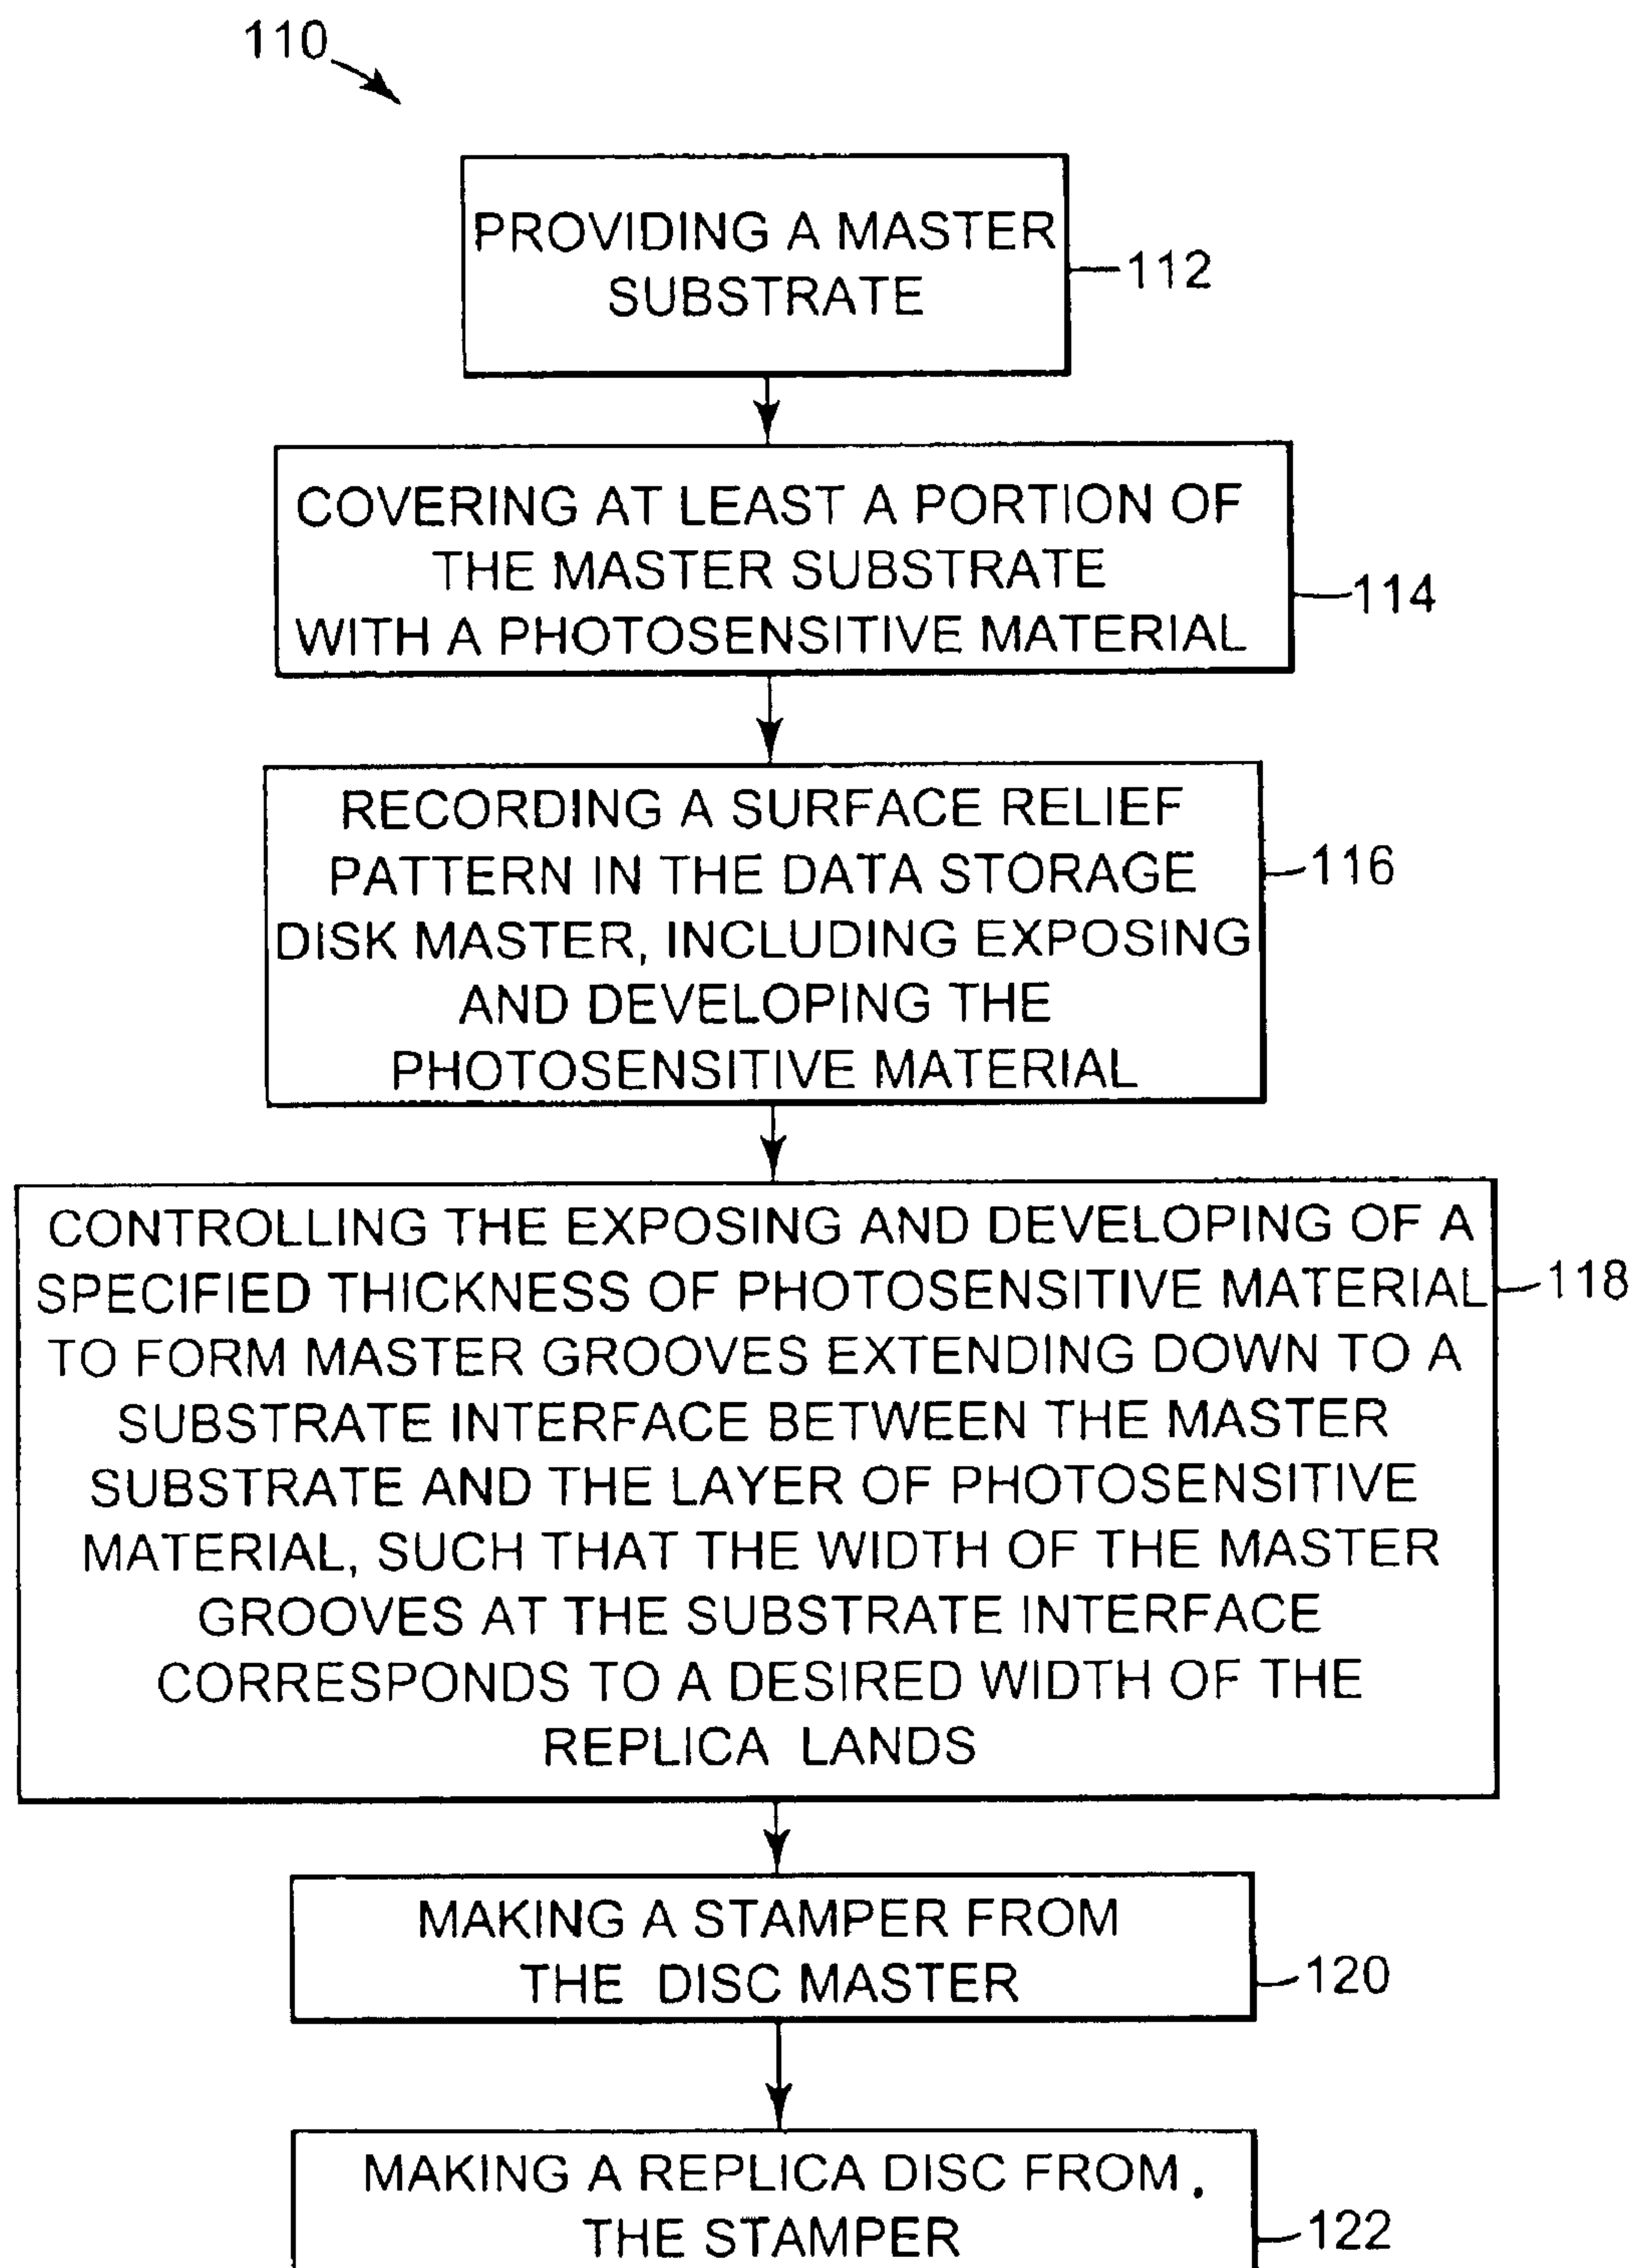 110
PROVIDING A MASTER
SUBSTRATE
112
COVERING AT LEAST A PORTION OF
THE MASTER SUBSTRATE
WITH A PHOTOSENSITIVE MATERIAL
114
RECORDING A SURFACE RELIEF
PATTERN IN THE DATA STORAGE
DISK MASTER, INCLUDING EXPOSING
AND DEVELOPING THE
PHOTOSENSITIVE MATERIAL
116
CONTROLLING THE EXPOSING AND DEVELOPING OF A
SPECIFIED THICKNESS OF PHOTOSENSITIVE MATERIAL
TO FORM MASTER GROOVES EXTENDING DOWN TO A
SUBSTRATE INTERFACE BETWEEN THE MASTER
SUBSTRATE AND THE LAYER OF PHOTOSENSITIVE
MATERIAL, SUCH THAT THE WIDTH OF THE MASTER
GROOVES AT THE SUBSTRATE INTERFACE
CORRESPONDS TO A DESIRED WIDTH OF THE
REPLICA LANDS
118
MAKING A STAMPER FROM
THE DISC MASTER
120
MAKING A REPLICA DISC FROM.
THE STAMPER
122